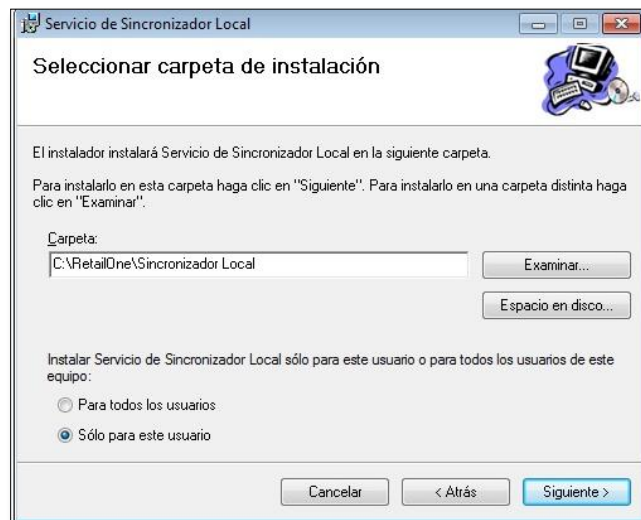 Servicio de Sincronizador Local
Seleccionar carpeta de instalación
El instalador instalará Servicio de Sincronizador Local en la siguiente carpeta.
Para instalarlo en esta carpeta haga clic en "Siguiente". Para instalarlo en una carpeta distinta haga
clic en "Examinar".
Carpeta:
C:\RetailOne\Sincronizador Local
Examinar...
Espacio en disco...
Instalar Servicio de Sincronizador Local sólo para este usuario o para todos los usuarios de este
equipo:
Para todos los usuarios
Sólo para este usuario
Cancelar
< Atrás
Siguiente >